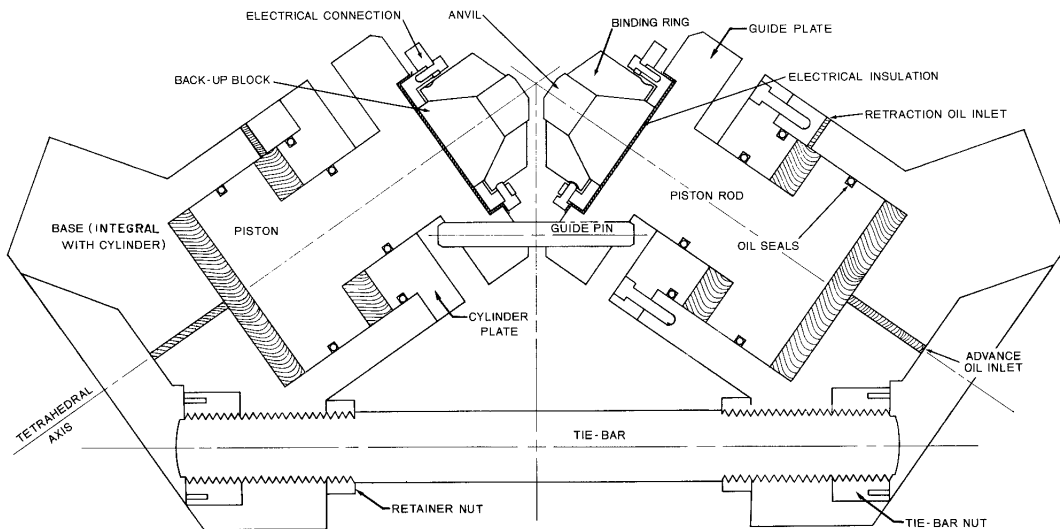 ELECTRICAL CONNECTION
ANVIL
BINDING RING
GUIDE PLATE
BACK-UP BLOCK
ELECTRICAL INSULATION
RETRACTION OIL INLET
PISTON ROD
BASE (INTEGRAL
WITH CYLINDER)
PISTON
GUIDE PIN
OIL SEALS
CYLINDER
PLATE
ADVANCE
OIL INLET
TETRAHEDRAL
AXIS
TIE-BAR
RETAINER NUT
TIE-BAR NUT